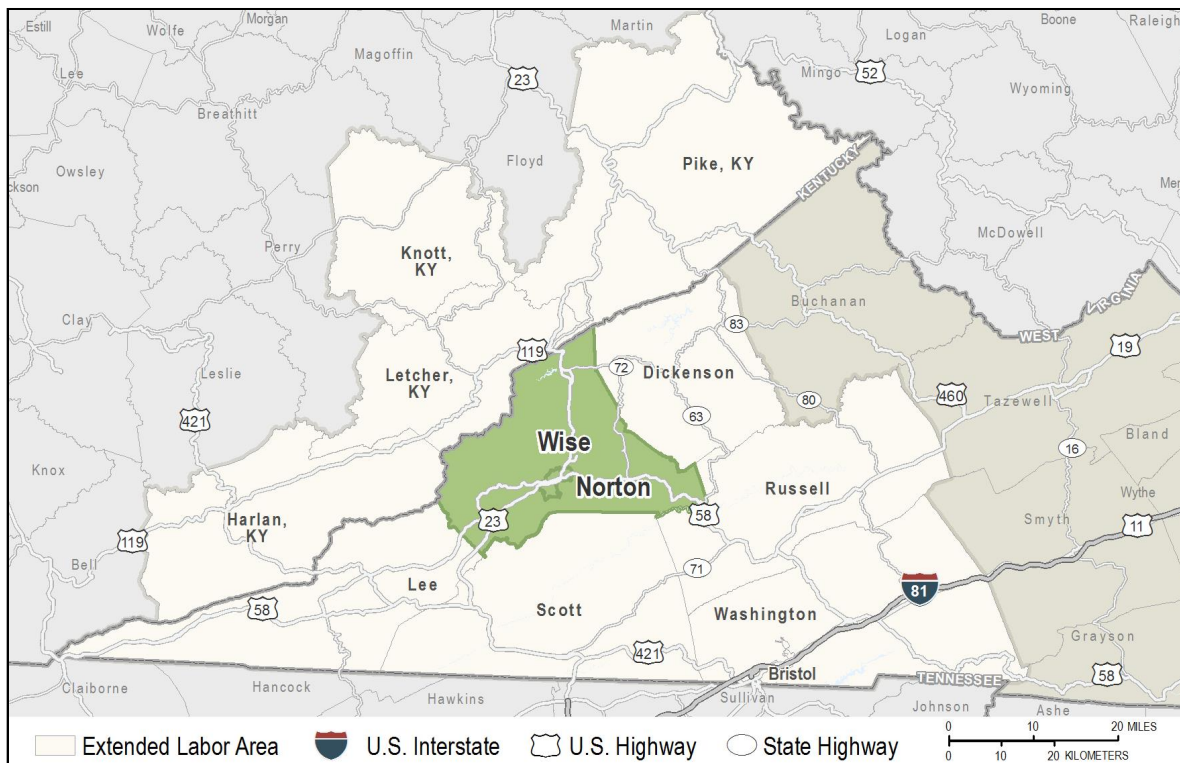 Estill
Wolfe
Morgan
Magoffin
Martin
Logan
Boone
Raleigh
Lee
23
Mingo
52
Wyoming
Breathitt
Floyd
Pike, KY
KENTUCKY
Owsley
ckson
Mer
Perry
Knott,
KY
McDowell
Clay
Buchanan
WEST
VIRGINIA
Leslie
Letcher,
KY
119
72
Dickenson
83
19
421
63
80
460
Tazewell
Wise
16
Bland
Knox
Norton
Russell
Wythe
Harlan,
KY
23
58
Smyth
11
119
Bell
71
81
Lee
58
Scott
Washington
Grayson
421
Bristol
TENNESSEE
58
Claiborne
Hancock
Hawkins
Sullivan
Johnson
Ashe
Extended Labor Area
U.S. Interstate
U.S. Highway
State Highway
0 10 20 MILES
0 10 20 KILOMETERS